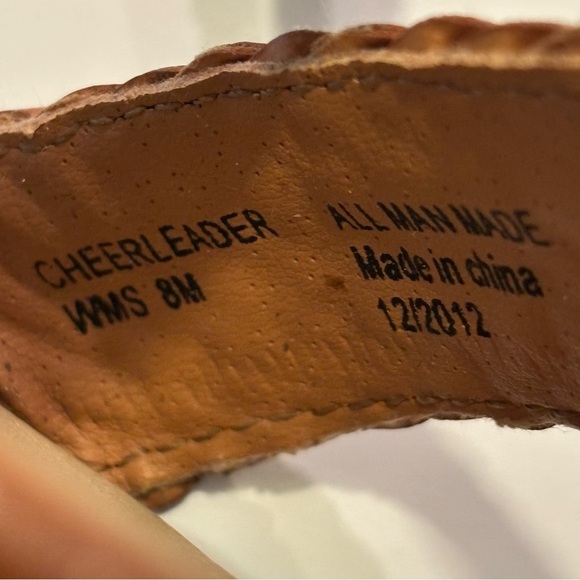 CHEERLEADER
WMS 8M
ALL MAN MADE
Made in china
12/2012